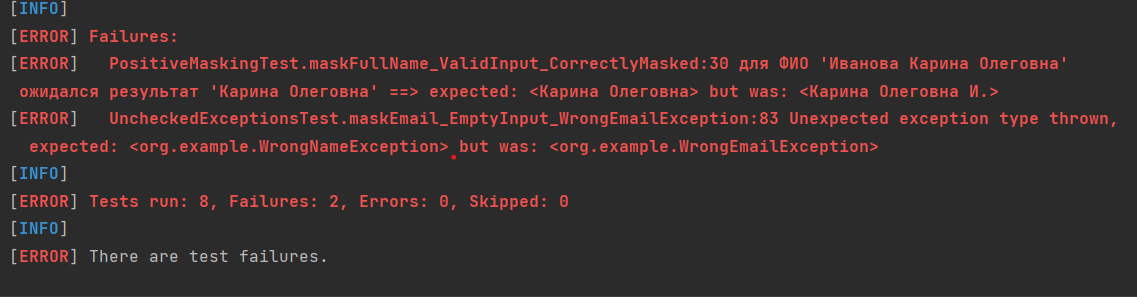 [INFO]
[ERROR] Failures:
[ERROR]   PositiveMaskingTest.maskFullName_ValidInput_CorrectlyMasked:30 для ФИО 'Иванова Карина Олеговна'
ожидался результат 'Карина Олеговна' ==> expected: <Карина Олеговна> but was: <Карина Олеговна И.>
[ERROR]   UncheckedExceptionsTest.maskEmail_EmptyInput_WrongEmailException:83 Unexpected exception type thrown,
expected: <org.example.WrongNameException> but was: <org.example.WrongEmailException>
[INFO]
[ERROR] Tests run: 8, Failures: 2, Errors: 0, Skipped: 0
[INFO]
[ERROR] There are test failures.